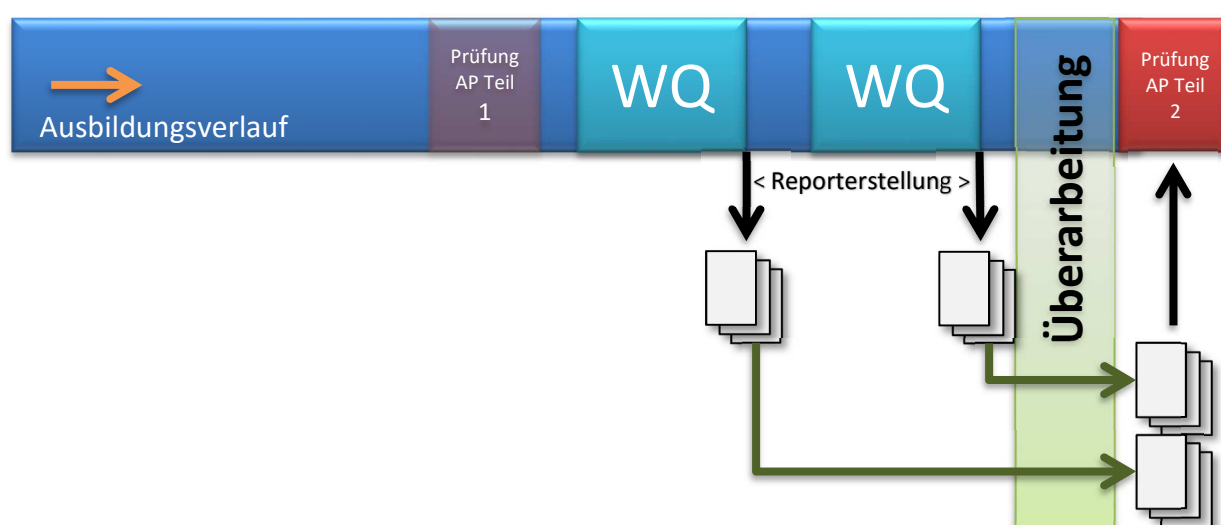 Ausbildungsverlauf
Prüfung
AP Teil
1
WQ
WQ
Überarbeitung
Prüfung
AP Teil
2
< Reporterstellung >